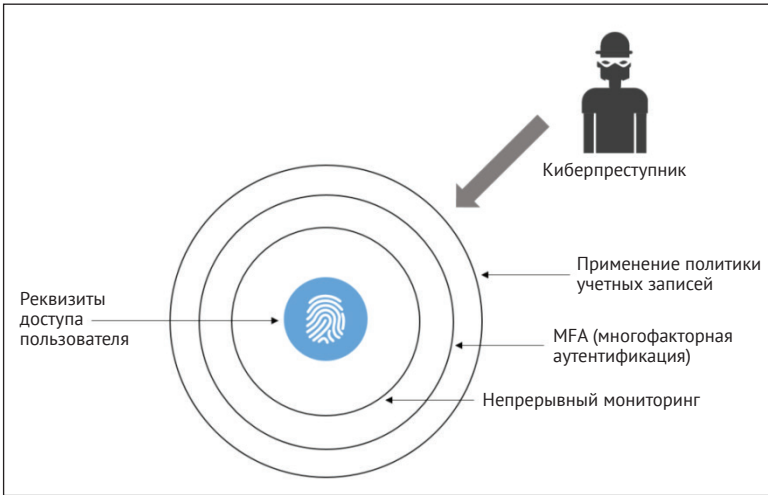 Киберпреступник
Применение политики
учетных записей
Реквизиты
доступа
пользователя
MFA (многофакторная
аутентификация)
Непрерывный мониторинг